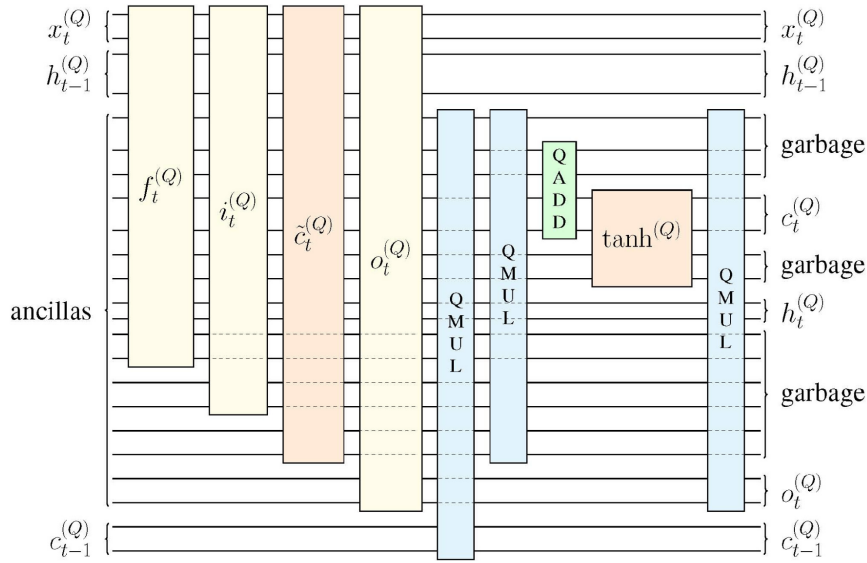 x_t^{(Q)}
h_{t-1}^{(Q)}
ancillas
c_{t-1}^{(Q)}
f_t^{(Q)}
i_t^{(Q)}
\tilde{c}_t^{(Q)}
o_t^{(Q)}
QMUL
QMUL
QADD
tanh^{(Q)}
QMUL
x_t^{(Q)}
h_{t-1}^{(Q)}
garbage
c_t^{(Q)}
garbage
h_t^{(Q)}
garbage
o_t^{(Q)}
c_{t-1}^{(Q)}